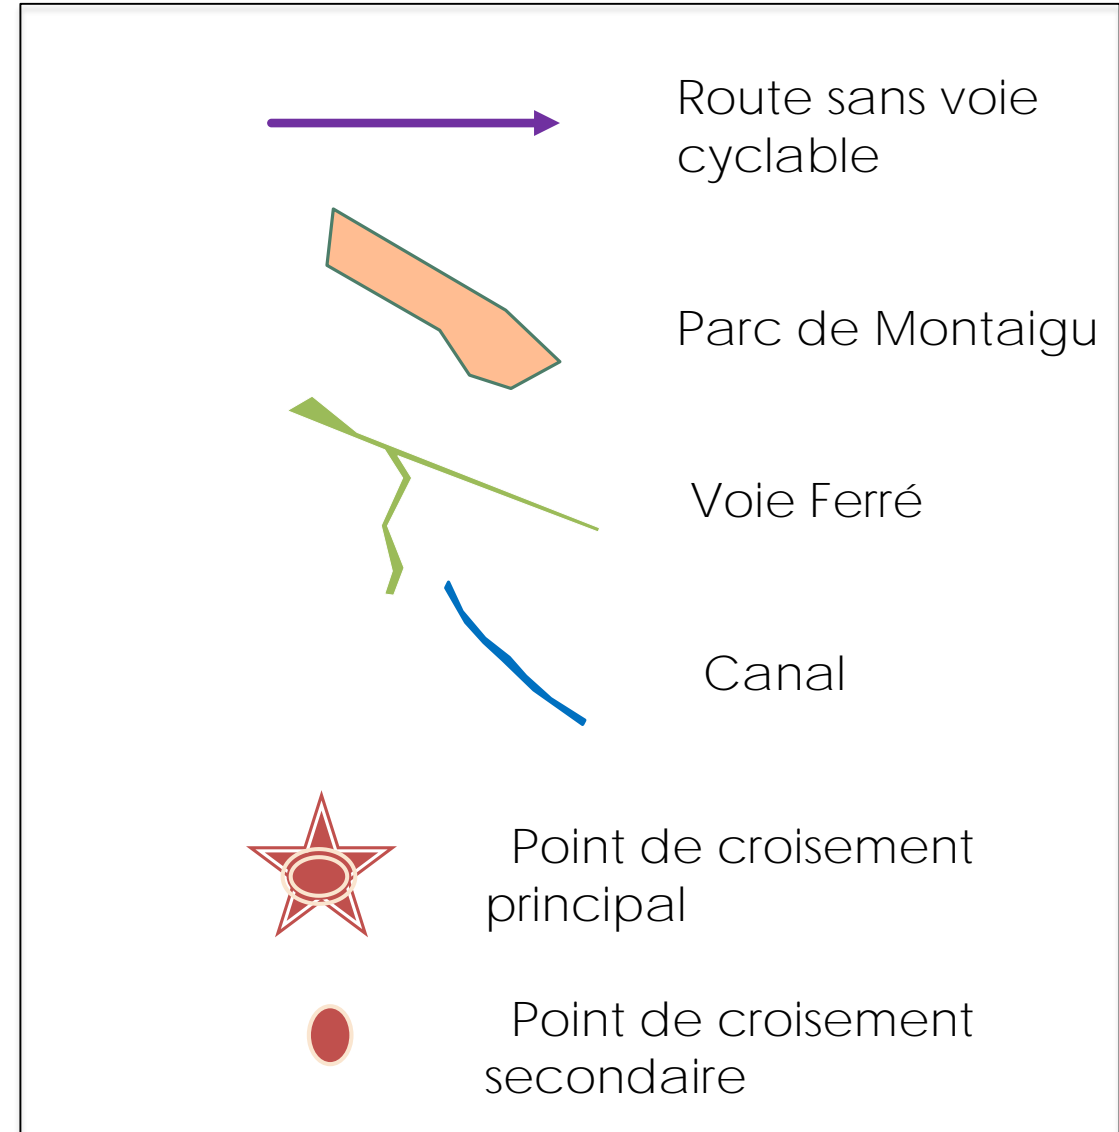 Route sans voie
cyclable
Parc de Montaigu
Voie Ferré
Canal
Point de croisement
principal
Point de croisement
secondaire